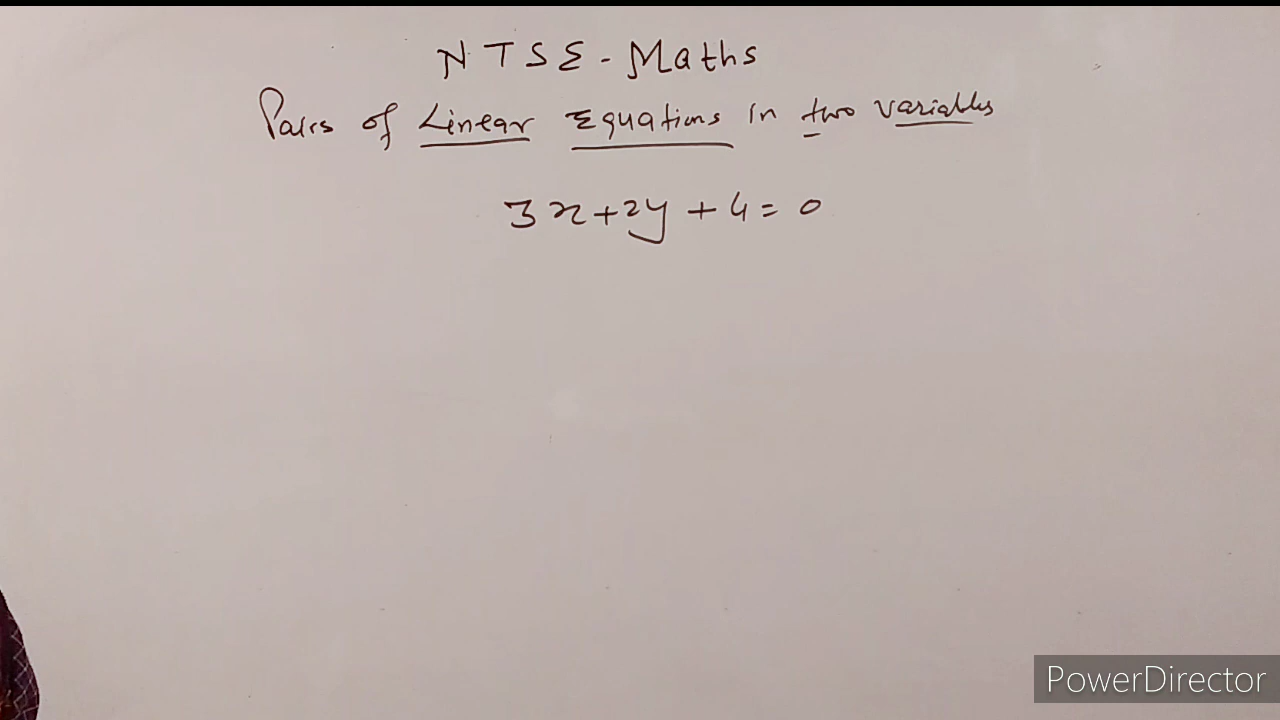 NTSE - Maths
Pairs of Linear Equations in two variables
3x+2y + 4 = 0
PowerDirector